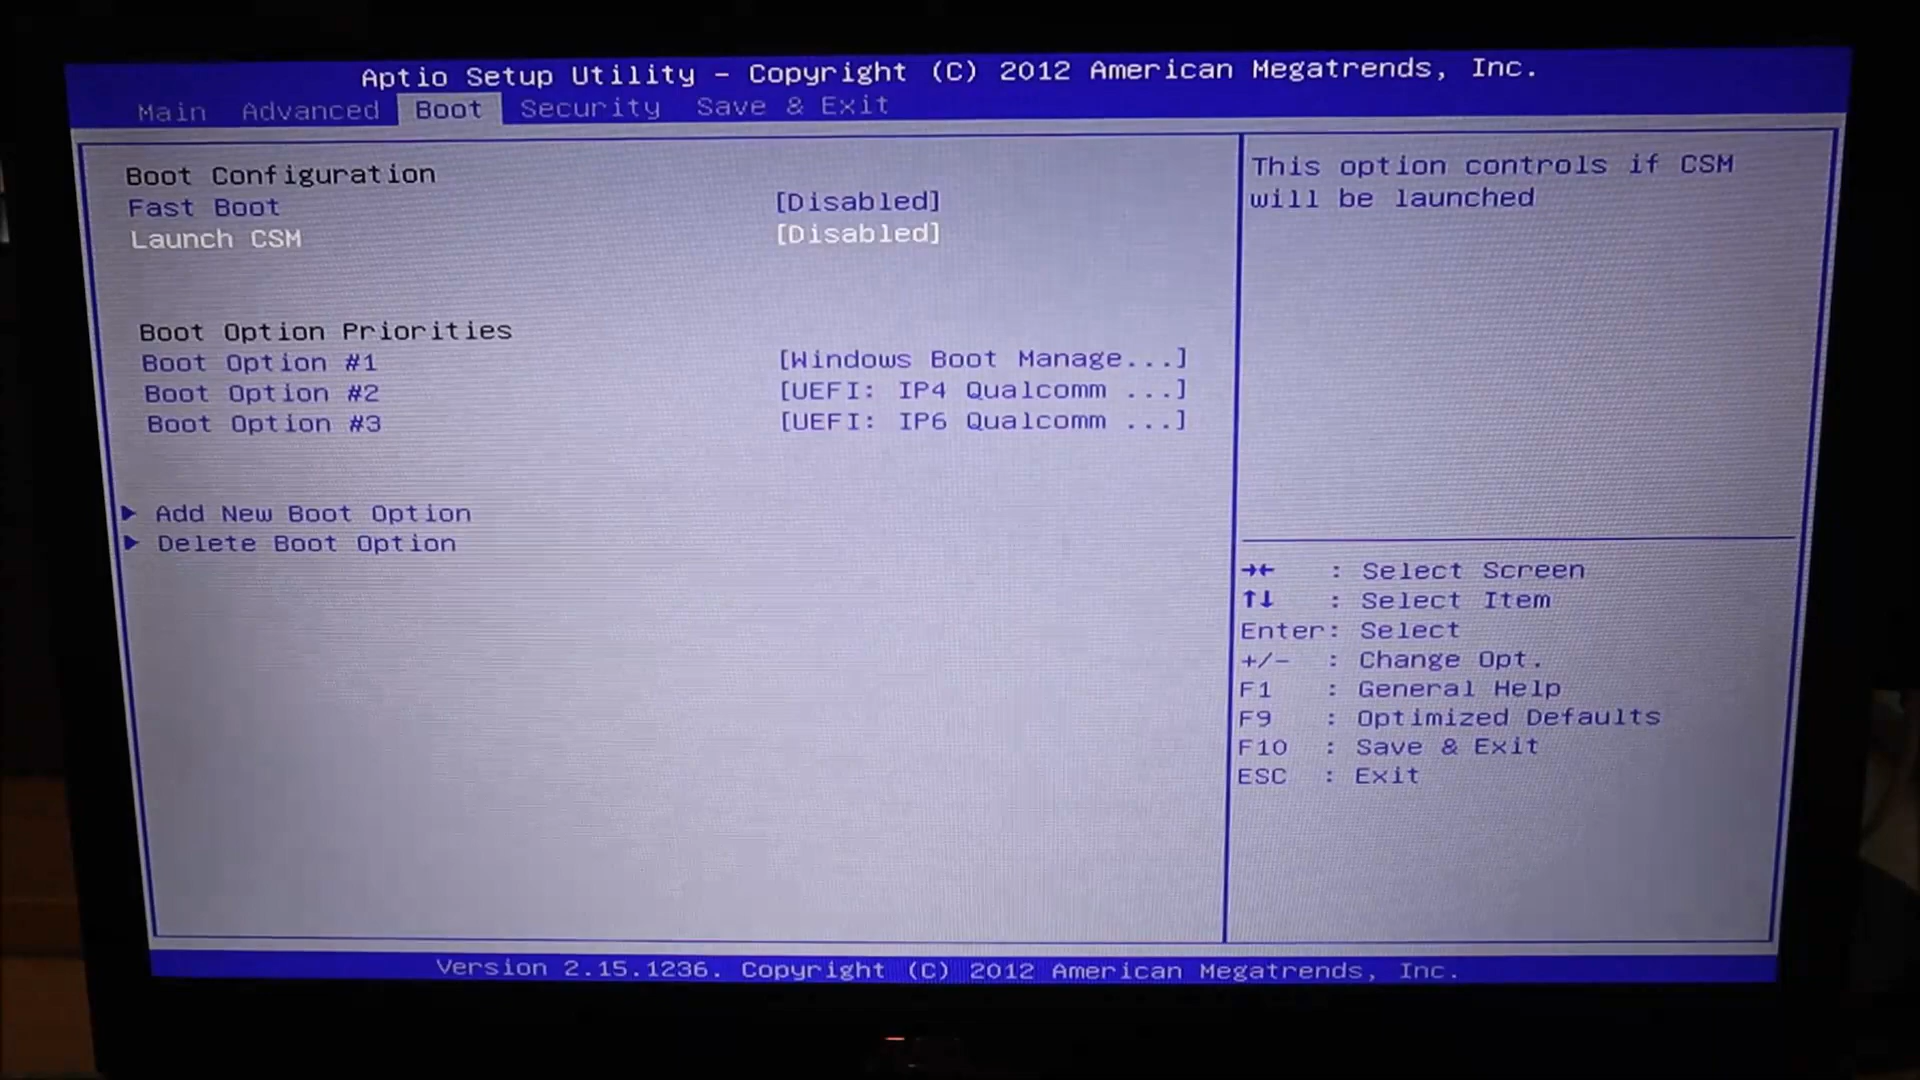 Aptio Setup Utility – Copyright (C) 2012 American Megatrends, Inc.
Main Advanced Boot Security Save & Exit
Boot Configuration
Fast Boot [Disabled]
Launch CSM [Disabled]
Boot Option Priorities
Boot Option #1 [Windows Boot Manage...]
Boot Option #2 [UEFI: IP4 Qualcomm ...]
Boot Option #3 [UEFI: IP6 Qualcomm ...]
Add New Boot Option
Delete Boot Option
This option controls if CSM
will be launched
→← : Select Screen
↑↓ : Select Item
Enter: Select
+/– : Change Opt.
F1 : General Help
F9 : Optimized Defaults
F10 : Save & Exit
ESC : Exit
Version 2.15.1236. Copyright (C) 2012 American Megatrends, Inc.